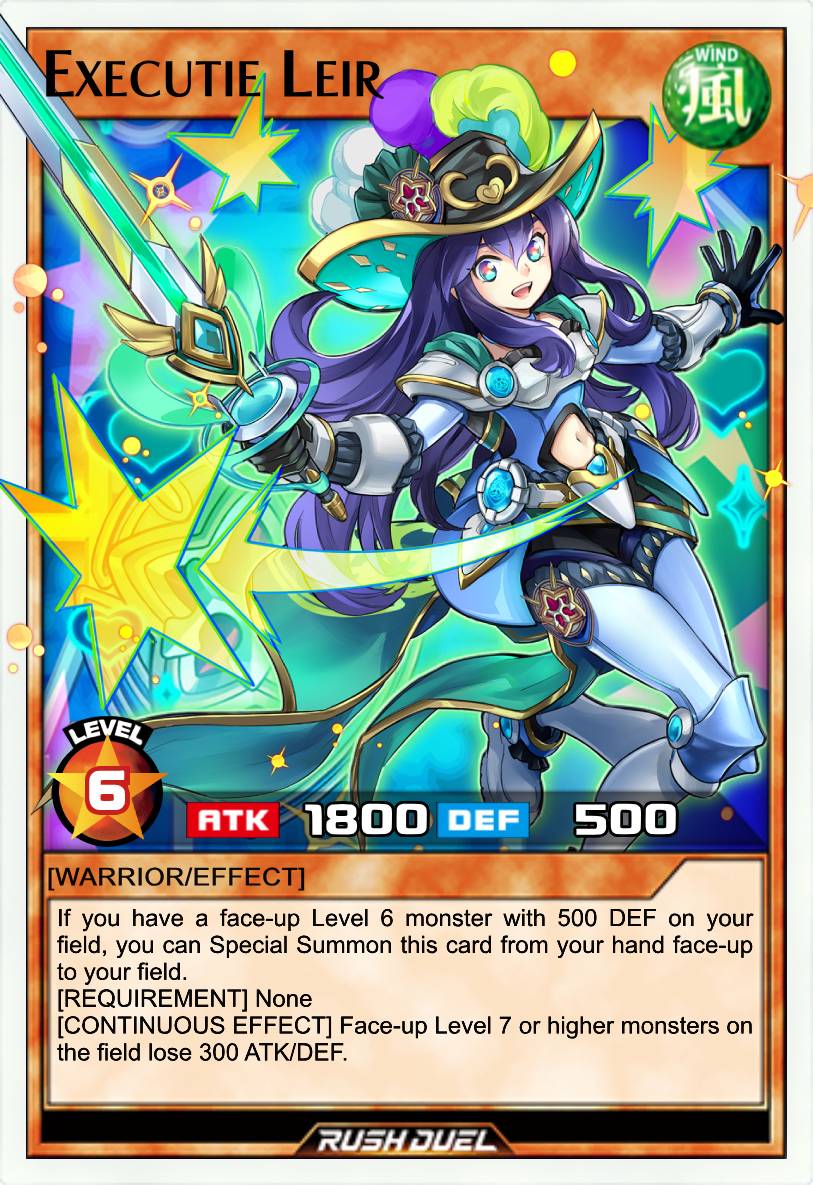 EXECUTIE LEIR
WIND
風
LEVEL
6
ATK 1800 DEF 500
[WARRIOR/EFFECT]
If you have a face-up Level 6 monster with 500 DEF on your
field, you can Special Summon this card from your hand face-up
to your field.
[REQUIREMENT] None
[CONTINUOUS EFFECT] Face-up Level 7 or higher monsters on
the field lose 300 ATK/DEF.
RUSH DUEL